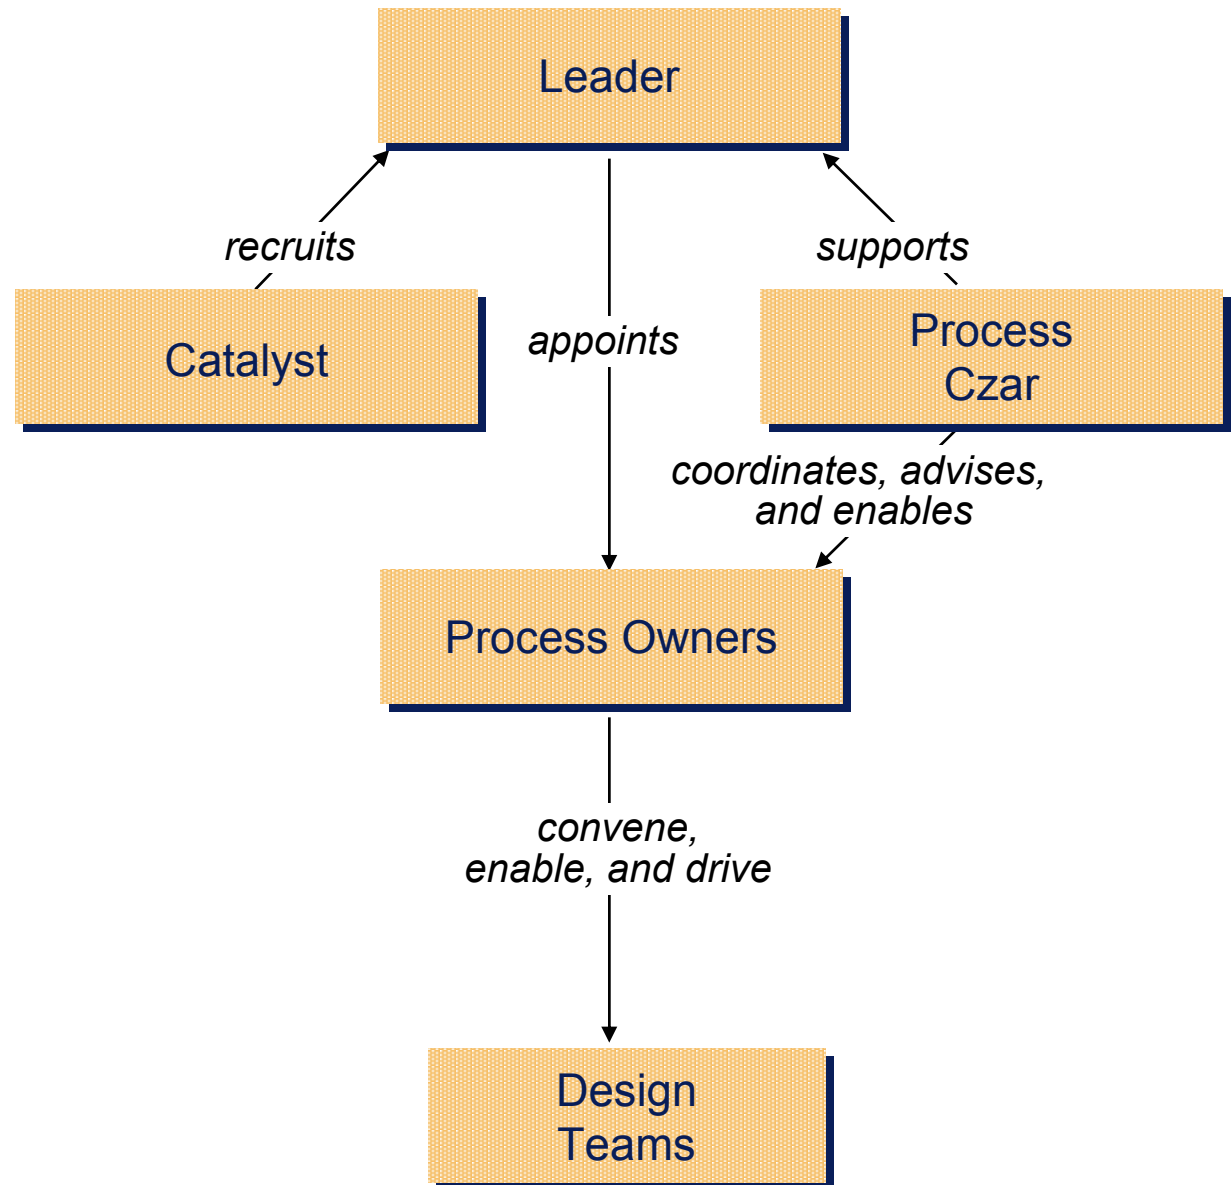 Leader
recruits
supports
appoints
Catalyst
Process
Czar
coordinates, advises,
and enables
Process Owners
convene,
enable, and drive
Design
Teams